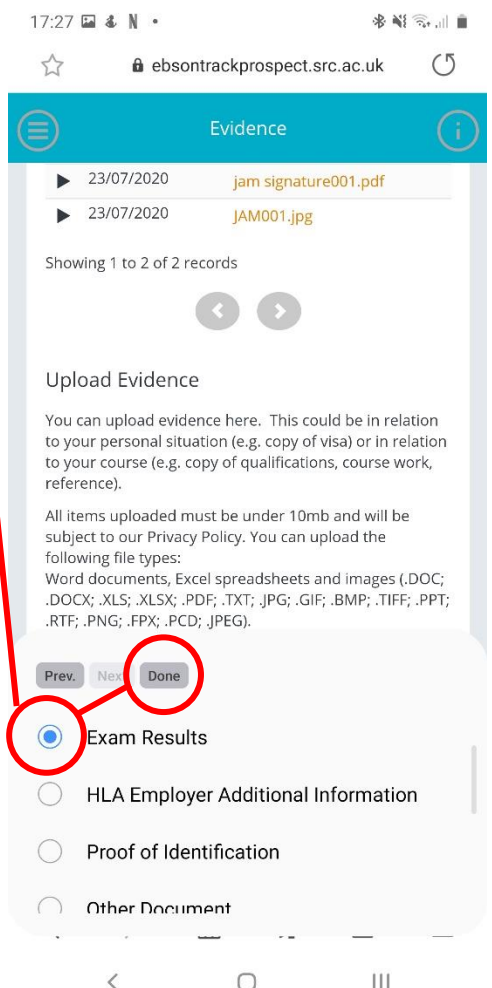 17:27 N •
ebsontrackprospect.src.ac.uk
Evidence
23/07/2020 jam signature001.pdf
23/07/2020 JAM001.jpg
Showing 1 to 2 of 2 records
Upload Evidence
You can upload evidence here. This could be in relation
to your personal situation (e.g. copy of visa) or in relation
to your course (e.g. copy of qualifications, course work,
reference).
All items uploaded must be under 10mb and will be
subject to our Privacy Policy. You can upload the
following file types:
Word documents, Excel spreadsheets and images (.DOC;
.DOCX; .XLS; .XLSX; .PDF; .TXT; .JPG; .GIF; .BMP; .TIFF; .PPT;
.RTF; .PNG; .FPX; .PCD; .JPEG).
Prev. Next Done
Exam Results
HLA Employer Additional Information
Proof of Identification
Other Document